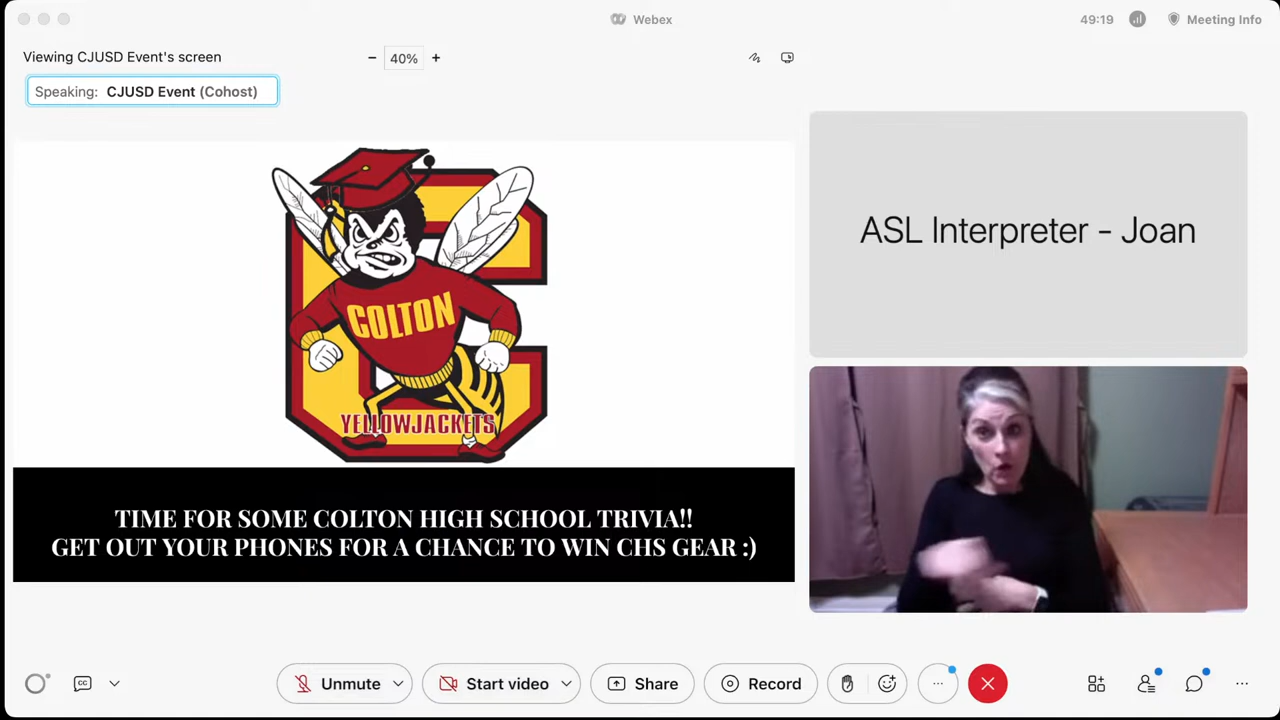 Webex
49:19
Meeting Info
Viewing CJUSD Event's screen
- 40% +
Speaking: CJUSD Event (Cohost)
COLTON
YELLOWJACKETS
TIME FOR SOME COLTON HIGH SCHOOL TRIVIA!!
GET OUT YOUR PHONES FOR A CHANCE TO WIN CHS GEAR :)
ASL Interpreter - Joan
CC
Unmute
Start video
Share
Record